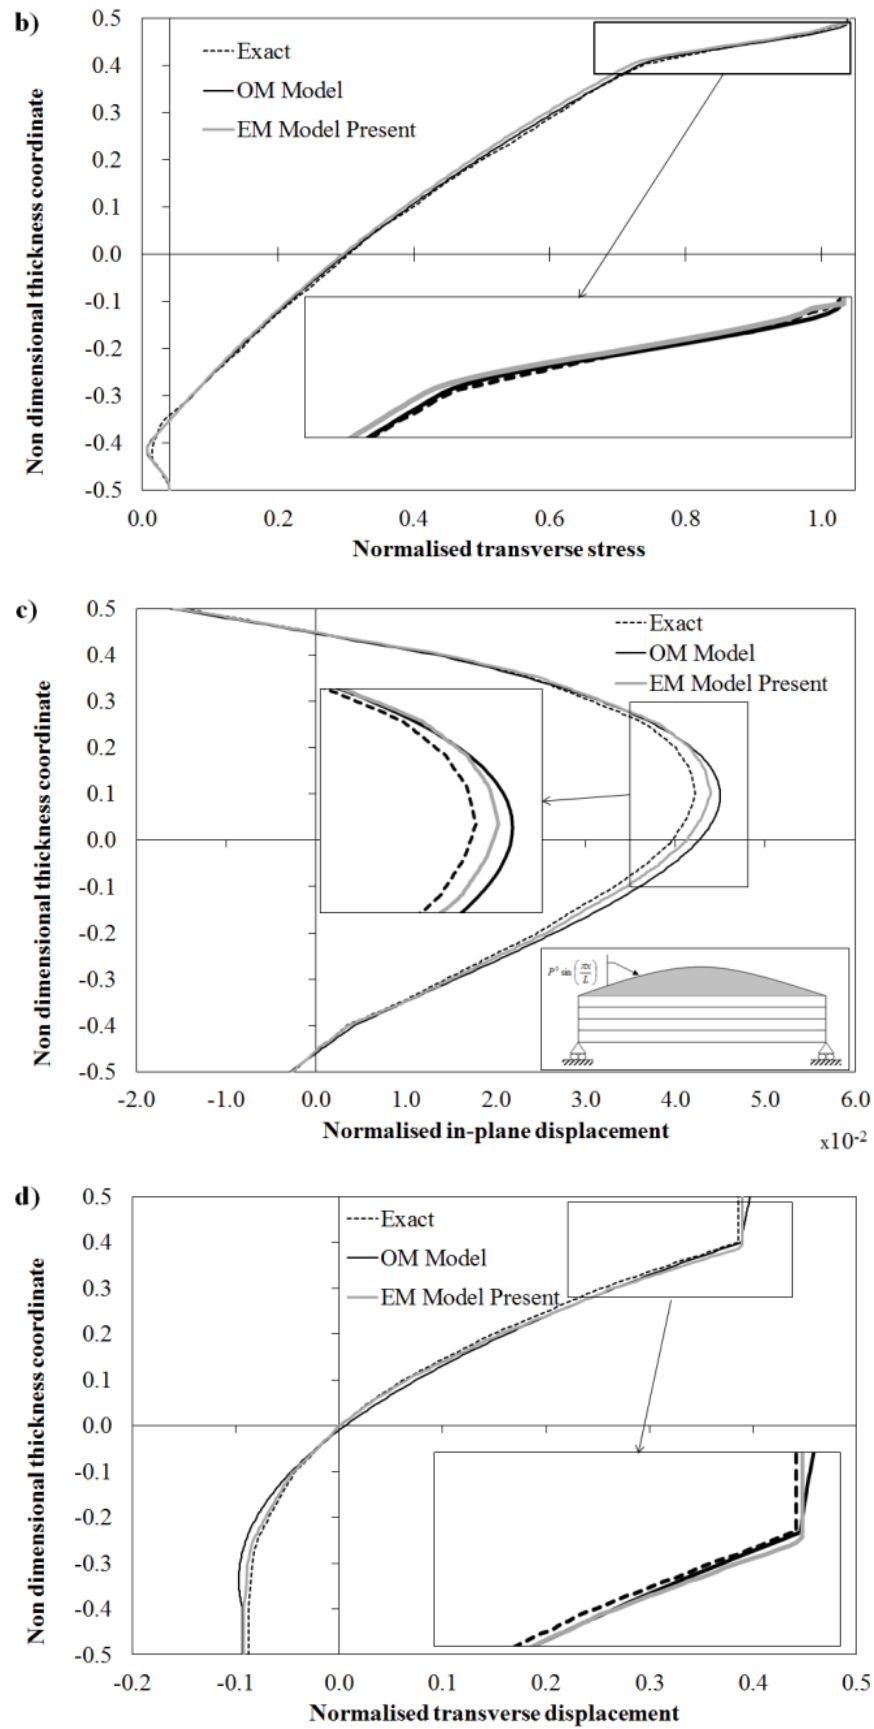 b)
Non dimensional thickness coordinate
0.5
0.4
0.3
0.2
0.1
0.0
-0.1
-0.2
-0.3
-0.4
-0.5
Exact
OM Model
EM Model Present
0.0 0.2 0.4 0.6 0.8 1.0
Normalised transverse stress
c)
Non dimensional thickness coordinate
0.5
0.4
0.3
0.2
0.1
0.0
-0.1
-0.2
-0.3
-0.4
-0.5
Exact
OM Model
EM Model Present
P⁰ sin(πx/L)
-2.0 -1.0 0.0 1.0 2.0 3.0 4.0 5.0 6.0
Normalised in-plane displacement
x10⁻²
d)
Non dimensional thickness coordinate
0.5
0.4
0.3
0.2
0.1
0.0
-0.1
-0.2
-0.3
-0.4
-0.5
Exact
OM Model
EM Model Present
-0.2 -0.1 0.0 0.1 0.2 0.3 0.4 0.5
Normalised transverse displacement